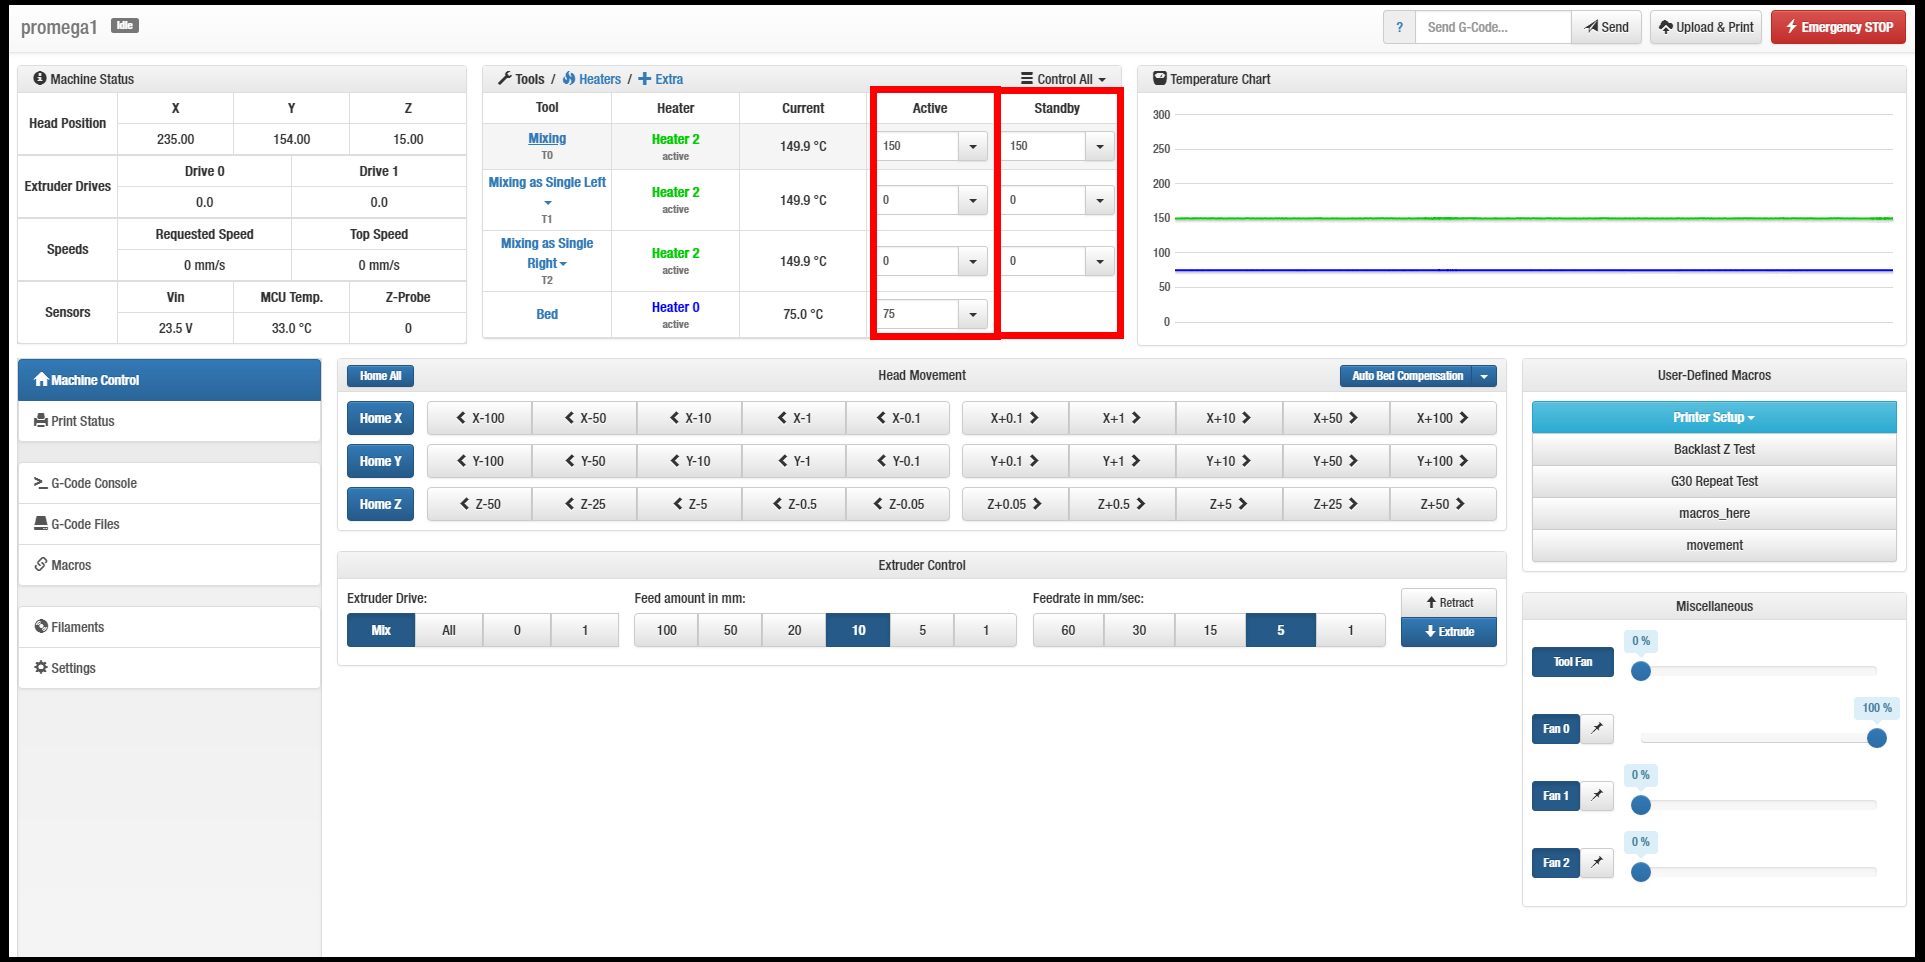 promega1 Idle
? Send G-Code... Send Upload & Print Emergency STOP
Machine Status
X Y Z
Head Position
235.00 154.00 15.00
Drive 0 Drive 1
Extruder Drives
0.0 0.0
Requested Speed Top Speed
Speeds
0 mm/s 0 mm/s
Vin MCU Temp. Z-Probe
Sensors
23.5 V 33.0 °C 0
Tools / Heaters / Extra Control All
Tool Heater Current Active Standby
Mixing Heater 2 149.9 °C 150 150
T0 active
Mixing as Single Left Heater 2 149.9 °C 0 0
T1 active
Mixing as Single Right Heater 2 149.9 °C 0 0
T2 active
Bed Heater 0 75.0 °C 75
active
Temperature Chart
300
250
200
150
100
50
0
Machine Control
Print Status
G-Code Console
G-Code Files
Macros
Filaments
Settings
Home All Head Movement Auto Bed Compensation
Home X X-100 X-50 X-10 X-1 X-0.1 X+0.1 X+1 X+10 X+50 X+100
Home Y Y-100 Y-50 Y-10 Y-1 Y-0.1 Y+0.1 Y+1 Y+10 Y+50 Y+100
Home Z Z-50 Z-25 Z-5 Z-0.5 Z-0.05 Z+0.05 Z+0.5 Z+5 Z+25 Z+50
Extruder Control
Extruder Drive: Feed amount in mm: Feedrate in mm/sec:
Mix All 0 1 100 50 20 10 5 1 60 30 15 5 1
Retract
Extrude
User-Defined Macros
Printer Setup
Backlast Z Test
G30 Repeat Test
macros_here
movement
Miscellaneous
0 %
Tool Fan
100 %
Fan 0
0 %
Fan 1
0 %
Fan 2